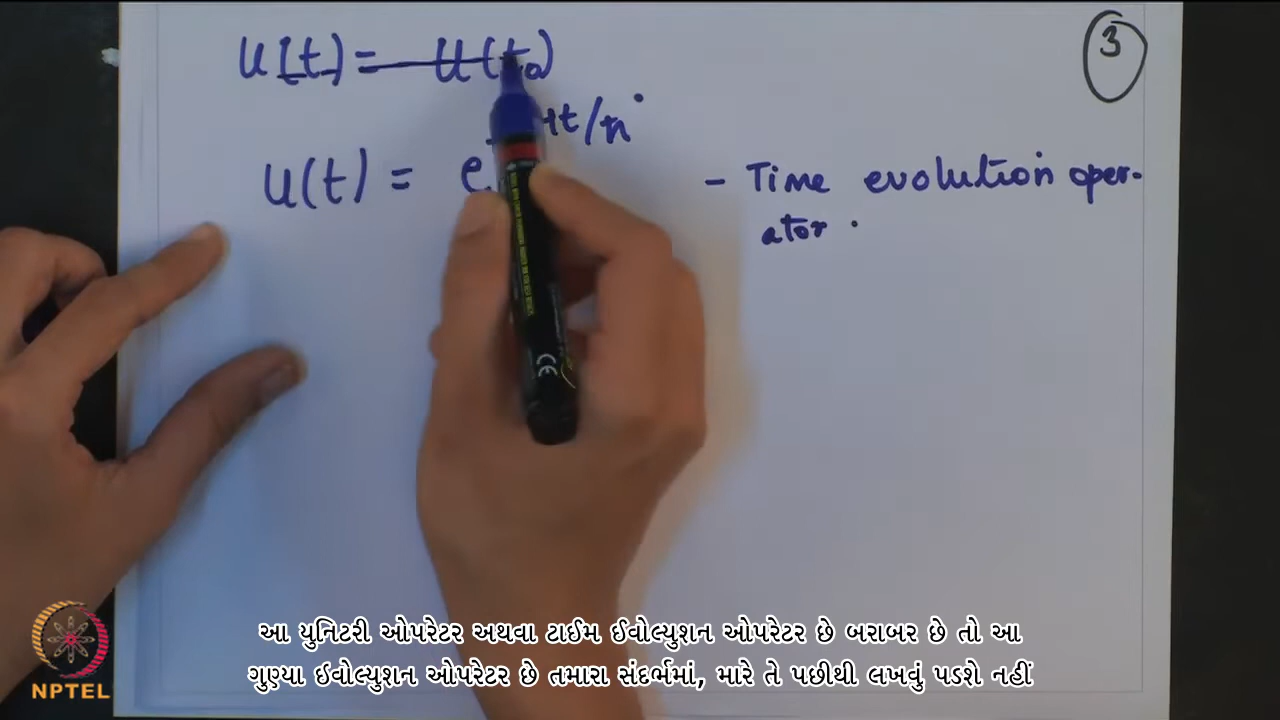 U(t) = U(t₀)
3
Ht/ħ
U(t) = e
- Time evolution oper-
ator.
CE
આ યુનિટરી ઓપરેટર અથવા ટાઈમ ઈવોલ્યુશન ઓપરેટર છે બરાબર છે તો આ
ગુણ્યા ઈવોલ્યુશન ઓપરેટર છે તમારા સંદર્ભમાં, મારે તે પછીથી લખવું પડશે નહીં
NPTEL